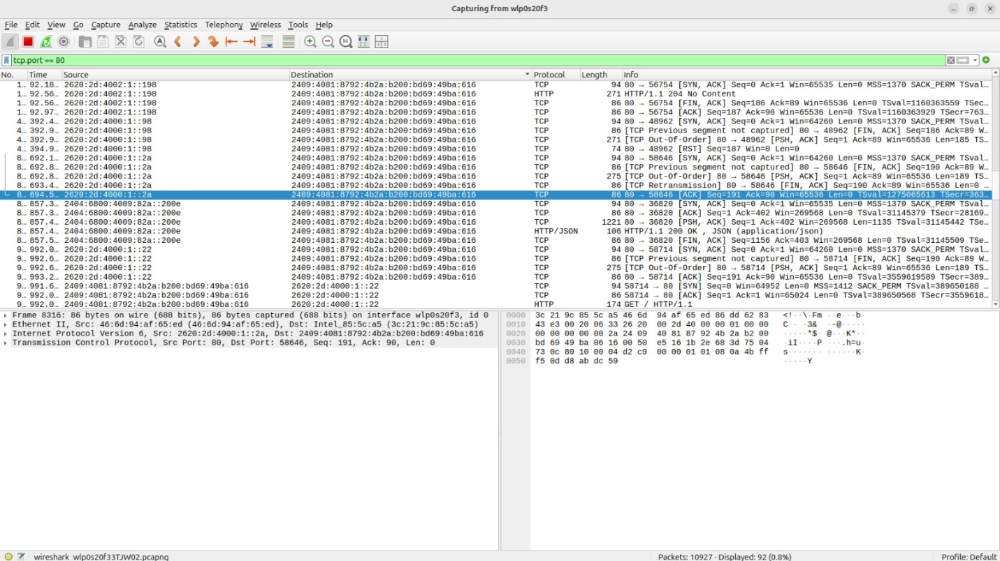 Capturing from wlp0s20f3
File Edit View Go Capture Analyze Statistics Telephony Wireless Tools Help
tcp.port == 80
No. Time Source Destination Protocol Length Info
1… 92.18… 2620:2d:4002:1::198 2409:4081:8792:4b2a:b200:bd69:49ba:616 TCP 94 80 → 56754 [SYN, ACK] Seq=0 Ack=1 Win=65535 Len=0 MSS=1370 SACK_PERM TSval…
1… 92.56… 2620:2d:4002:1::198 2409:4081:8792:4b2a:b200:bd69:49ba:616 HTTP 271 HTTP/1.1 204 No Content
1… 92.56… 2620:2d:4002:1::198 2409:4081:8792:4b2a:b200:bd69:49ba:616 TCP 86 80 → 56754 [FIN, ACK] Seq=186 Ack=89 Win=65536 Len=0 TSval=1160363559 TSec…
1… 92.97… 2620:2d:4002:1::198 2409:4081:8792:4b2a:b200:bd69:49ba:616 TCP 86 80 → 56754 [ACK] Seq=187 Ack=90 Win=65536 Len=0 TSval=1160363929 TSecr=763…
4… 392.4… 2620:2d:4000:1::98 2409:4081:8792:4b2a:b200:bd69:49ba:616 TCP 94 80 → 48962 [SYN, ACK] Seq=0 Ack=1 Win=64260 Len=0 MSS=1370 SACK_PERM TSval…
4… 392.9… 2620:2d:4000:1::98 2409:4081:8792:4b2a:b200:bd69:49ba:616 TCP 86 [TCP Previous segment not captured] 80 → 48962 [FIN, ACK] Seq=186 Ack=89 W…
4… 392.9… 2620:2d:4000:1::98 2409:4081:8792:4b2a:b200:bd69:49ba:616 TCP 271 [TCP Out-Of-Order] 80 → 48962 [PSH, ACK] Seq=1 Ack=89 Win=65536 Len=185 TS…
4… 394.9… 2620:2d:4000:1::98 2409:4081:8792:4b2a:b200:bd69:49ba:616 TCP 74 80 → 48962 [RST] Seq=187 Win=0 Len=0
8… 692.1… 2620:2d:4000:1::2a 2409:4081:8792:4b2a:b200:bd69:49ba:616 TCP 94 80 → 58646 [SYN, ACK] Seq=0 Ack=1 Win=64260 Len=0 MSS=1370 SACK_PERM TSval…
8… 692.8… 2620:2d:4000:1::2a 2409:4081:8792:4b2a:b200:bd69:49ba:616 TCP 86 [TCP Previous segment not captured] 80 → 58646 [FIN, ACK] Seq=190 Ack=89 W…
8… 692.8… 2620:2d:4000:1::2a 2409:4081:8792:4b2a:b200:bd69:49ba:616 TCP 275 [TCP Out-Of-Order] 80 → 58646 [PSH, ACK] Seq=1 Ack=89 Win=65536 Len=189 TS…
8… 693.4… 2620:2d:4000:1::2a 2409:4081:8792:4b2a:b200:bd69:49ba:616 TCP 86 [TCP Retransmission] 80 → 58646 [FIN, ACK] Seq=190 Ack=89 Win=65536 Len=0 …
8… 694.5… 2620:2d:4000:1::2a 2409:4081:8792:4b2a:b200:bd69:49ba:616 TCP 86 80 → 58646 [ACK] Seq=191 Ack=90 Win=65536 Len=0 TSval=1275065613 TSecr=363…
8… 857.3… 2404:6800:4009:82a::200e 2409:4081:8792:4b2a:b200:bd69:49ba:616 TCP 94 80 → 36820 [SYN, ACK] Seq=0 Ack=1 Win=65535 Len=0 MSS=1370 SACK_PERM TSval…
8… 857.3… 2404:6800:4009:82a::200e 2409:4081:8792:4b2a:b200:bd69:49ba:616 TCP 86 80 → 36820 [ACK] Seq=1 Ack=402 Win=269568 Len=0 TSval=31145379 TSecr=28169…
8… 857.4… 2404:6800:4009:82a::200e 2409:4081:8792:4b2a:b200:bd69:49ba:616 TCP 1221 80 → 36820 [PSH, ACK] Seq=1 Ack=402 Win=269568 Len=1135 TSval=31145442 TSe…
8… 857.4… 2404:6800:4009:82a::200e 2409:4081:8792:4b2a:b200:bd69:49ba:616 HTTP/JSON 106 HTTP/1.1 200 OK , JSON (application/json)
8… 857.5… 2404:6800:4009:82a::200e 2409:4081:8792:4b2a:b200:bd69:49ba:616 TCP 86 80 → 36820 [FIN, ACK] Seq=1156 Ack=403 Win=269568 Len=0 TSval=31145509 TSe…
9… 992.0… 2620:2d:4000:1::22 2409:4081:8792:4b2a:b200:bd69:49ba:616 TCP 94 80 → 58714 [SYN, ACK] Seq=0 Ack=1 Win=64260 Len=0 MSS=1370 SACK_PERM TSval…
9… 992.6… 2620:2d:4000:1::22 2409:4081:8792:4b2a:b200:bd69:49ba:616 TCP 86 [TCP Previous segment not captured] 80 → 58714 [FIN, ACK] Seq=190 Ack=89 W…
9… 992.6… 2620:2d:4000:1::22 2409:4081:8792:4b2a:b200:bd69:49ba:616 TCP 275 [TCP Out-Of-Order] 80 → 58714 [PSH, ACK] Seq=1 Ack=89 Win=65536 Len=189 TS…
9… 993.2… 2620:2d:4000:1::22 2409:4081:8792:4b2a:b200:bd69:49ba:616 TCP 86 80 → 58714 [ACK] Seq=191 Ack=90 Win=65536 Len=0 TSval=3559619589 TSecr=389…
9… 991.6… 2409:4081:8792:4b2a:b200:bd69:49ba:616 2620:2d:4000:1::22 TCP 94 58714 → 80 [SYN] Seq=0 Win=64952 Len=0 MSS=1412 SACK_PERM TSval=389650188 …
9… 992.0… 2409:4081:8792:4b2a:b200:bd69:49ba:616 2620:2d:4000:1::22 TCP 86 58714 → 80 [ACK] Seq=1 Ack=1 Win=65024 Len=0 TSval=389650568 TSecr=3559618…
9… 992.0… 2409:4081:8792:4b2a:b200:bd69:49ba:616 2620:2d:4000:1::22 HTTP 174 GET / HTTP/1.1
Frame 8316: 86 bytes on wire (688 bits), 86 bytes captured (688 bits) on interface wlp0s20f3, id 0
Ethernet II, Src: 46:6d:94:af:65:ed (46:6d:94:af:65:ed), Dst: Intel_85:5c:a5 (3c:21:9c:85:5c:a5)
Internet Protocol Version 6, Src: 2620:2d:4000:1::2a, Dst: 2409:4081:8792:4b2a:b200:bd69:49ba:616
Transmission Control Protocol, Src Port: 80, Dst Port: 58646, Seq: 191, Ack: 90, Len: 0
0000 3c 21 9c 85 5c a5 46 6d 94 af 65 ed 86 dd 62 83 <!··\·Fm ··e···b·
0010 43 e3 00 20 06 33 26 20 00 2d 40 00 00 01 00 00 C·· ·3& ·-@·····
0020 00 00 00 00 00 2a 24 09 40 81 87 92 4b 2a b2 00 ·····*$· @···K*··
0030 bd 69 49 ba 06 16 00 50 e5 16 1b 2e 68 3d 75 04 ·iI····P ···.h=u·
0040 73 0c 80 10 00 04 d2 c9 00 00 01 01 08 0a 4b ff s······· ······K·
0050 f5 0d d8 ab dc 59 ·····Y
wireshark_wlp0s20f33TJW02.pcapng Packets: 10927 · Displayed: 92 (0.8%) Profile: Default